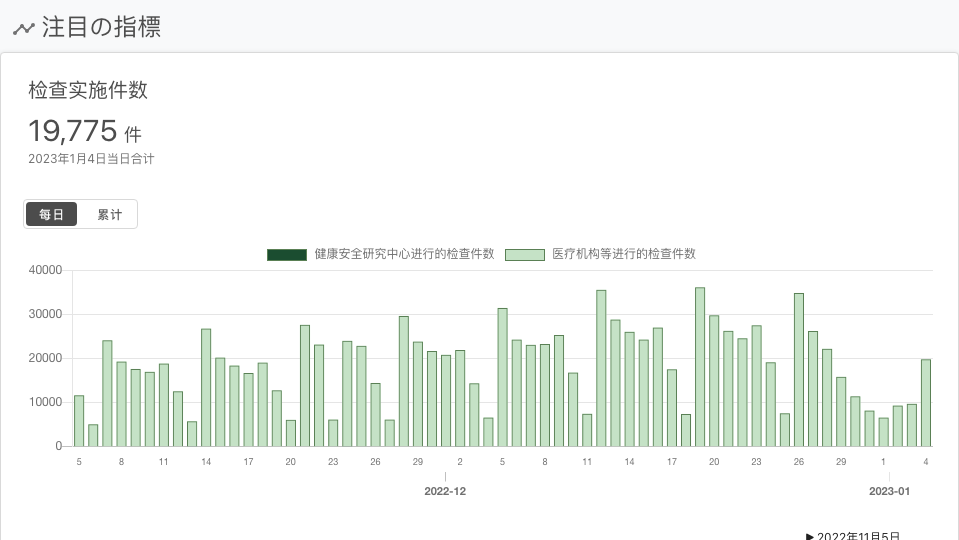 注目の指標
检查实施件数
19,775 件
2023年1月4日当日合计
每日 累计
健康安全研究中心进行的检查件数 医疗机构等进行的检查件数
40000
30000
20000
10000
0
5 8 11 14 17 20 23 26 29 2 5 8 11 14 17 20 23 26 29 1 4
2022-12 2023-01
▶ 2022年11月5日